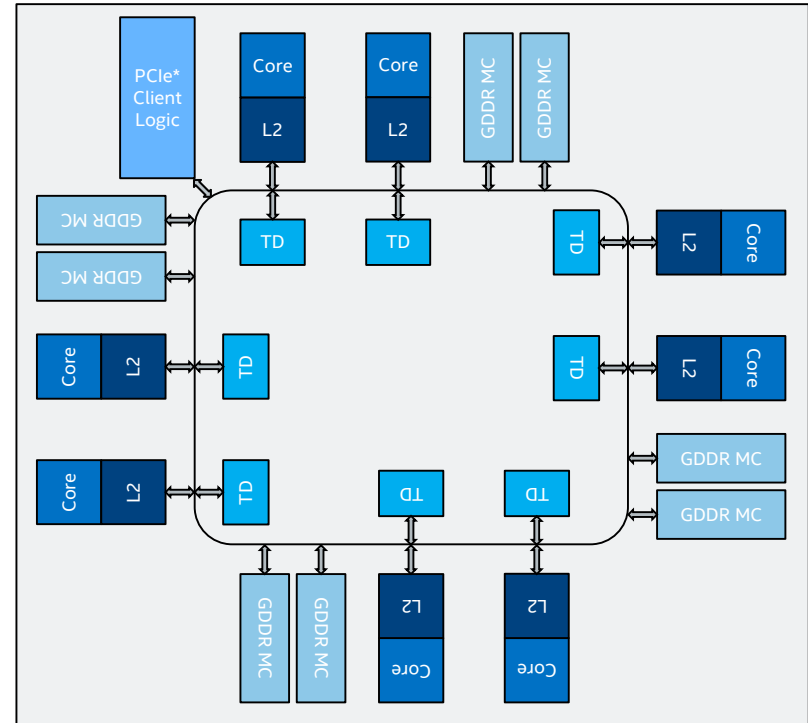 PCIe*
Client
Logic
Core
L2
Core
L2
GDDR MC
GDDR MC
GDDR MC
GDDR MC
TD
TD
TD
L2
Core
Core
L2
TD
TD
L2
Core
Core
L2
TD
TD
TD
GDDR MC
GDDR MC
GDDR MC
GDDR MC
L2
Core
L2
Core